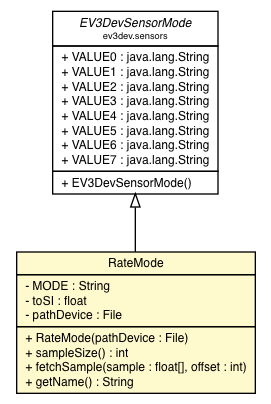 EV3DevSensorMode
ev3dev.sensors
+ VALUE0 : java.lang.String
+ VALUE1 : java.lang.String
+ VALUE2 : java.lang.String
+ VALUE3 : java.lang.String
+ VALUE4 : java.lang.String
+ VALUE5 : java.lang.String
+ VALUE6 : java.lang.String
+ VALUE7 : java.lang.String
+ EV3DevSensorMode()
RateMode
- MODE : String
- toSI : float
- pathDevice : File
+ RateMode(pathDevice : File)
+ sampleSize() : int
+ fetchSample(sample : float[], offset : int)
+ getName() : String